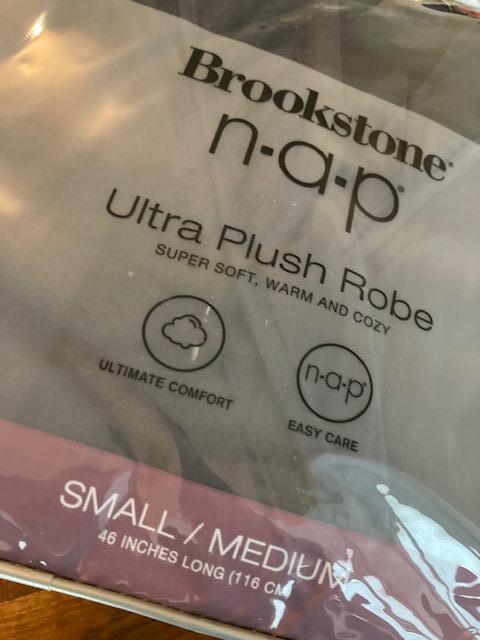 Brookstone
n·a·p®
Ultra Plush Robe
SUPER SOFT, WARM AND COZY
ULTIMATE COMFORT
n·a·p®
EASY CARE
SMALL / MEDIUM
46 INCHES LONG (116 CM